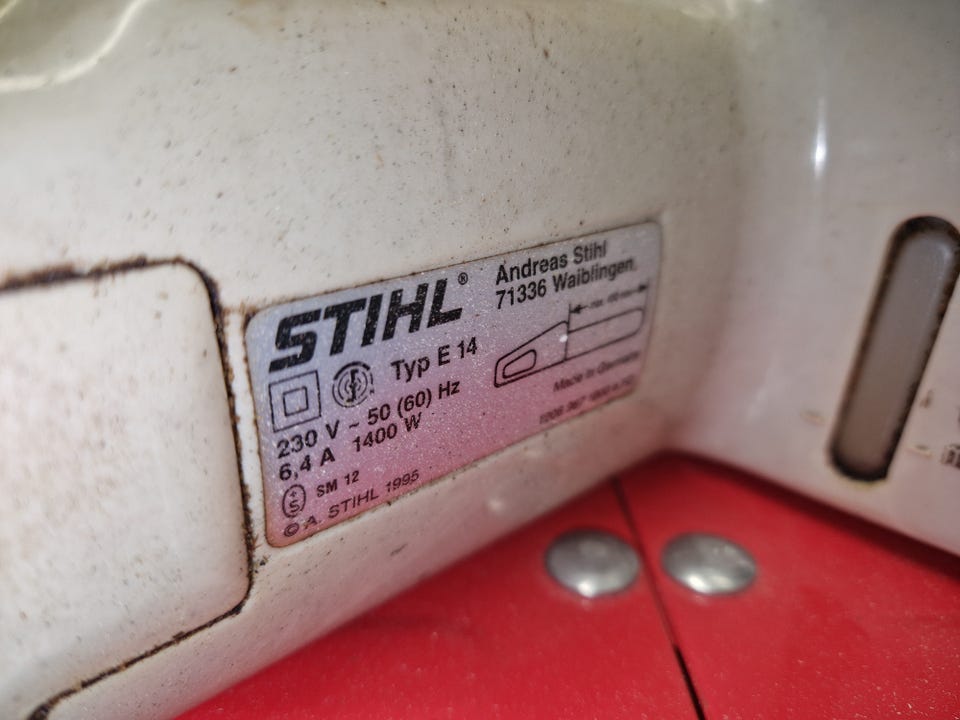 STIHL®
Andreas Stihl
71336 Waiblingen
Typ E 14
230 V ~ 50 (60) Hz
6,4 A 1400 W
SM 12
© A. STIHL 1995
+
S
max.
Made in Germany